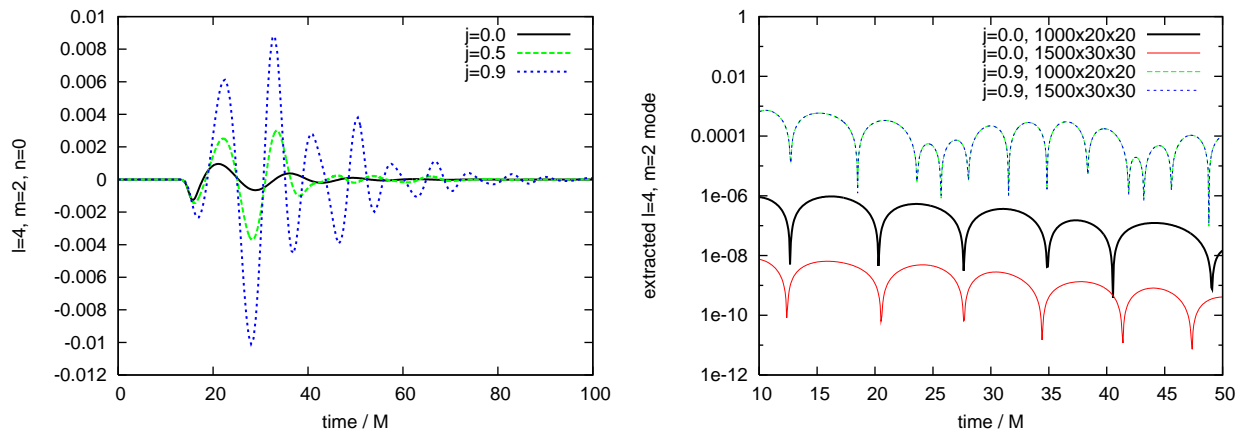 l=4, m=2, n=0
0.01
0.008
0.006
0.004
0.002
0
-0.002
-0.004
-0.006
-0.008
-0.01
-0.012
j=0.0
j=0.5
j=0.9
0 20 40 60 80 100
time / M
extracted l=4, m=2 mode
1
0.01
0.0001
1e-06
1e-08
1e-10
1e-12
j=0.0, 1000x20x20
j=0.0, 1500x30x30
j=0.9, 1000x20x20
j=0.9, 1500x30x30
10 15 20 25 30 35 40 45 50
time / M